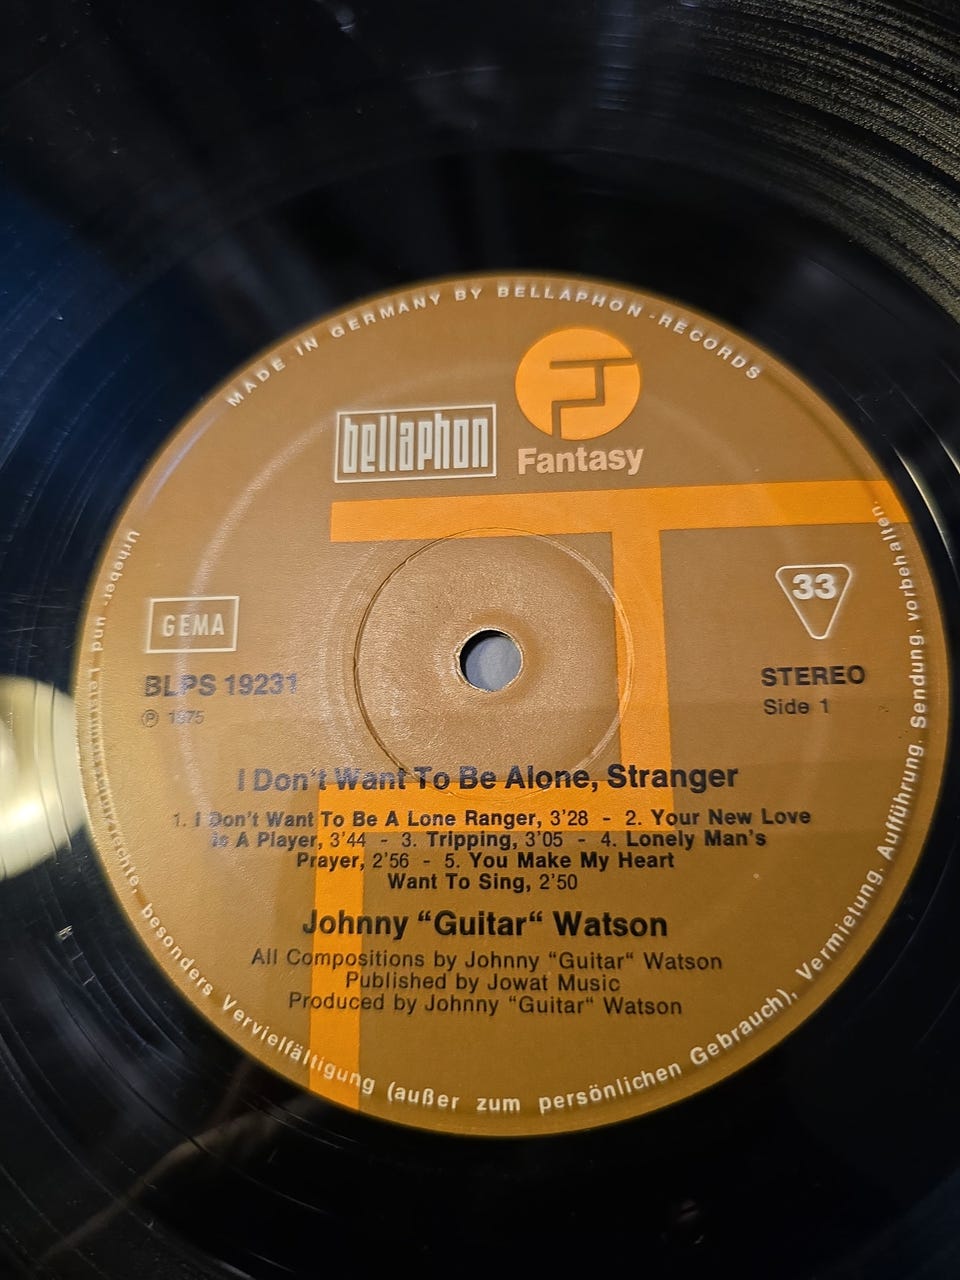 MADE IN GERMANY BY BELLAPHON-RECORDS
bellaphon
Fantasy
33
GEMA
BLPS 19231
℗ 1975
STEREO
Side 1
I Don't Want To Be Alone, Stranger
1. I Don't Want To Be A Lone Ranger, 3'28 - 2. Your New Love
Is A Player, 3'44 - 3. Tripping, 3'05 - 4. Lonely Man's
Prayer, 2'56 - 5. You Make My Heart
Want To Sing, 2'50
Johnny “Guitar“ Watson
All Compositions by Johnny “Guitar“ Watson
Published by Jowat Music
Produced by Johnny “Guitar“ Watson
Urheber- und besonders Vervielfältigung (außer zum persönlichen Gebrauch), Vermietung, Aufführung, Sendung, vorbehalten.